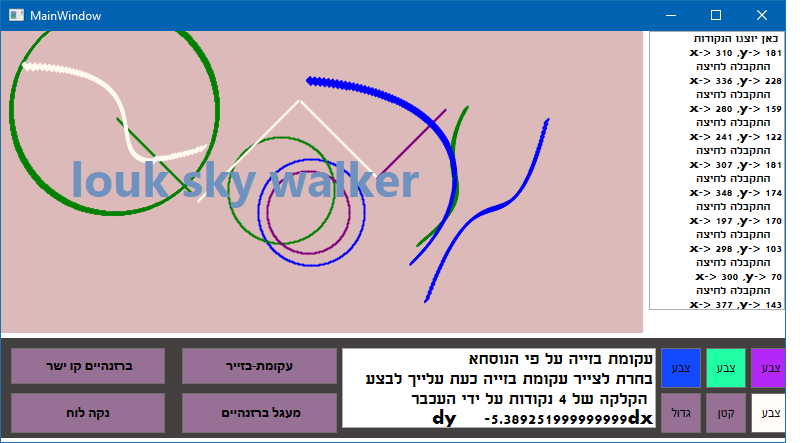 MainWindow
louk sky walker
כאן יוצגו הנקודות
x-> 310 ,y-> 181
התקבלה לחיצה
x-> 336 ,y-> 228
התקבלה לחיצה
x-> 280 ,y-> 159
התקבלה לחיצה
x-> 241 ,y-> 122
התקבלה לחיצה
x-> 307 ,y-> 181
התקבלה לחיצה
x-> 348 ,y-> 174
התקבלה לחיצה
x-> 197 ,y-> 170
התקבלה לחיצה
x-> 298 ,y-> 103
התקבלה לחיצה
x-> 300 ,y-> 70
התקבלה לחיצה
x-> 377 ,y-> 143
ברזנהיים קו ישר
עקומת-בזייר
נקה לוח
מעגל ברזנהיים
עקומת בזייה על פי הנוסחא
בחרת לצייר עקומת בזייה כעת עלייך לבצע
הקלקה של 4 נקודות על ידי העכבר
dy -5.389251999999999dx
צבע
צבע
צבע
גדול
קטן
צבע